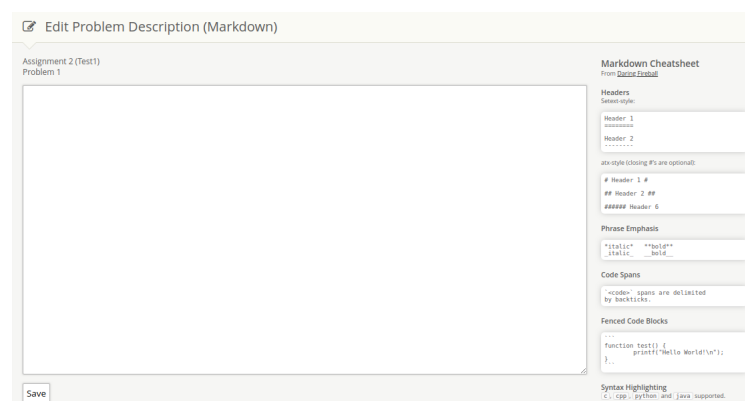 Edit Problem Description (Markdown)
Assignment 2 (Test1)
Problem 1
Save
Markdown Cheatsheet
From Daring Fireball
Headers
Setext-style:
Header 1
========
Header 2
--------
atx-style (closing #'s are optional):
# Header 1 #
## Header 2 ##
###### Header 6
Phrase Emphasis
*italic* **bold**
_italic_ __bold__
Code Spans
`<code>` spans are delimited
by backticks.
Fenced Code Blocks
```
function test() {
printf("Hello World!\n");
}
```
Syntax Highlighting
c, cpp, python and java supported.